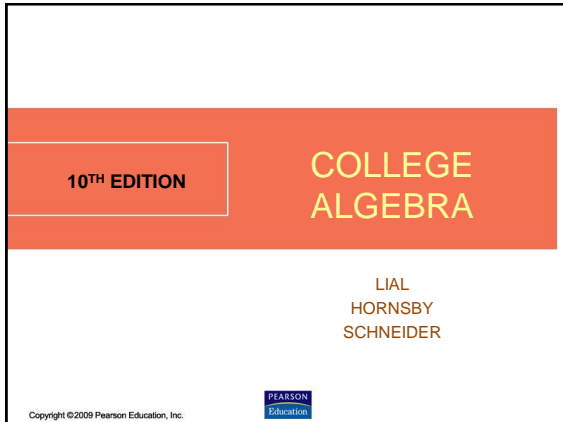 10TH EDITION
COLLEGE
ALGEBRA
LIAL
HORNSBY
SCHNEIDER
Copyright ©2009 Pearson Education, Inc.
PEARSON
Education